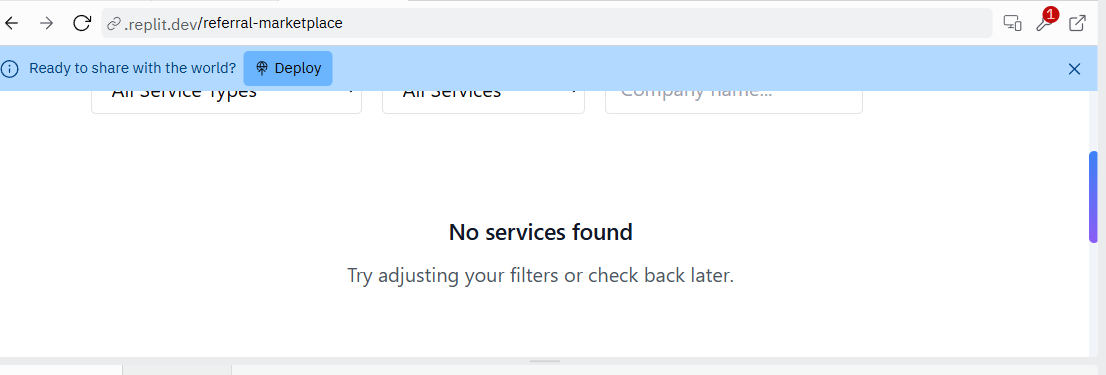 .replit.dev/referral-marketplace
1
Ready to share with the world? Deploy
All Service Types All Services Company name...
No services found
Try adjusting your filters or check back later.